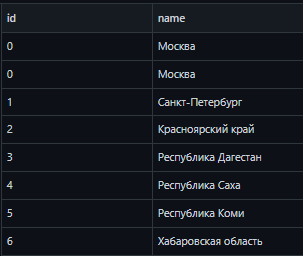 id name
0 Москва
0 Москва
1 Санкт-Петербург
2 Красноярский край
3 Республика Дагестан
4 Республика Саха
5 Республика Коми
6 Хабаровская область